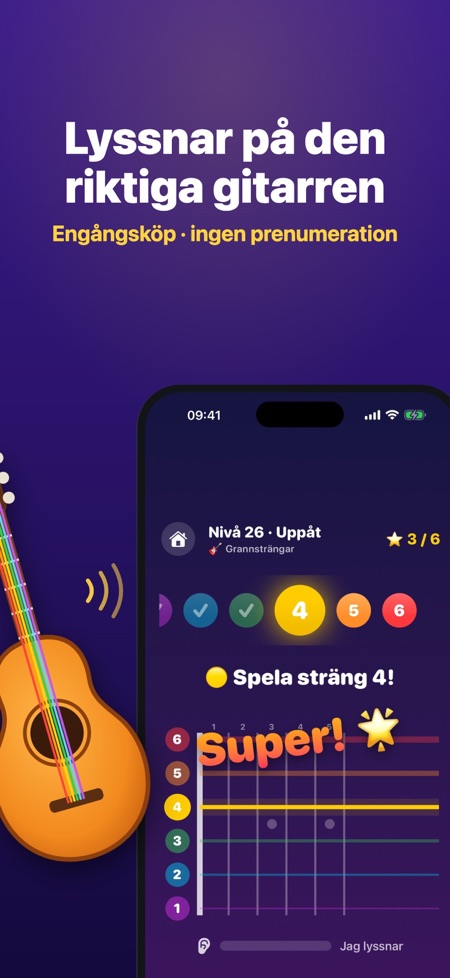 Lyssnar på den
riktiga gitarren
Engångsköp · ingen prenumeration
09:41
Nivå 26 · Uppåt
Grannsträngar
3 / 6
4
5
6
Spela sträng 4!
1 2 3 4
Super!
6
5
4
3
2
1
Jag lyssnar